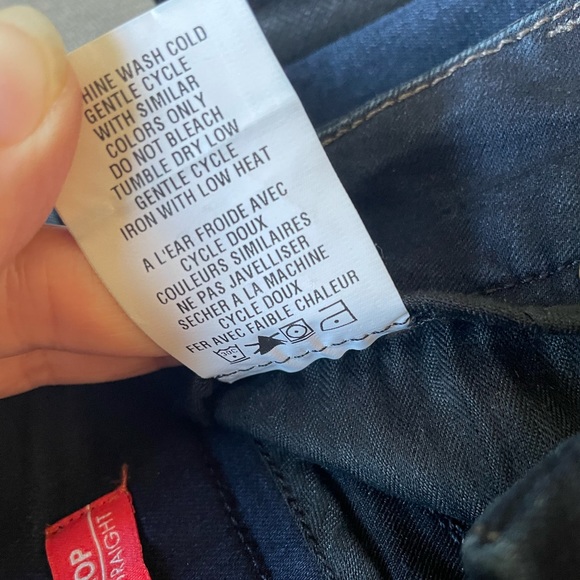 HINE WASH COLD
GENTLE CYCLE
WITH SIMILAR
COLORS ONLY
DO NOT BLEACH
TUMBLE DRY LOW
GENTLE CYCLE
IRON WITH LOW HEAT
A L'EAR FROIDE AVEC
CYCLE DOUX
COULEURS SIMILAIRES
NE PAS JAVELLISER
SECHER A LA MACHINE
CYCLE DOUX
FER AVEC FAIBLE CHALEUR
OP
RAIGHT